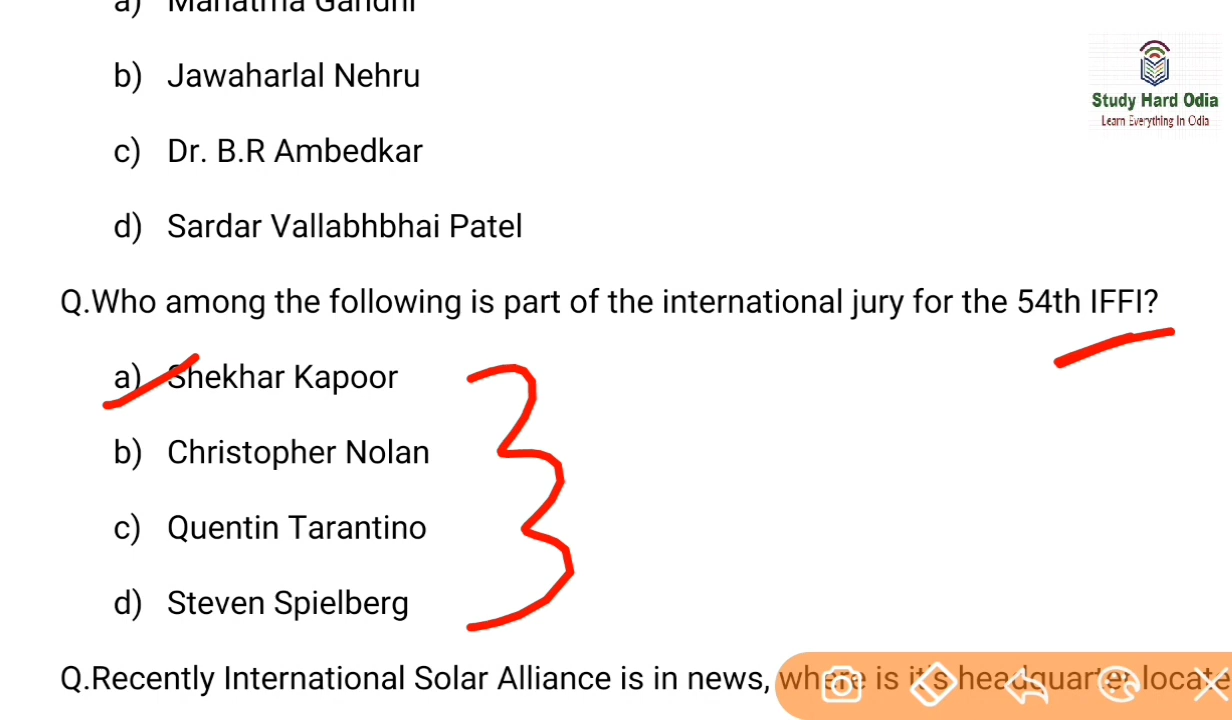 a) Mahatma Gandhi
b) Jawaharlal Nehru
Study Hard Odia
Learn Everything In Odia
c) Dr. B.R Ambedkar
d) Sardar Vallabhbhai Patel
Q.Who among the following is part of the international jury for the 54th IFFI?
a) Shekhar Kapoor
b) Christopher Nolan
c) Quentin Tarantino
d) Steven Spielberg
Q.Recently International Solar Alliance is in news, where is it's headquarter locate